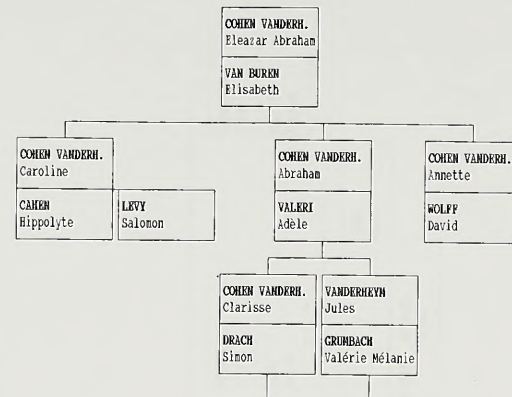 COHEN VANDERH.
Eleazar Abraham
VAN BUREN
Elisabeth
COHEN VANDERH.
Caroline
CAHEN
Hippolyte
LEVY
Salomon
COHEN VANDERH.
Abraham
VALERI
Adèle
COHEN VANDERH.
Annette
WOLFF
David
COHEN VANDERH.
Clarisse
DRACH
Simon
VANDERHEYM
Jules
GRUMBACH
Valérie Mélanie